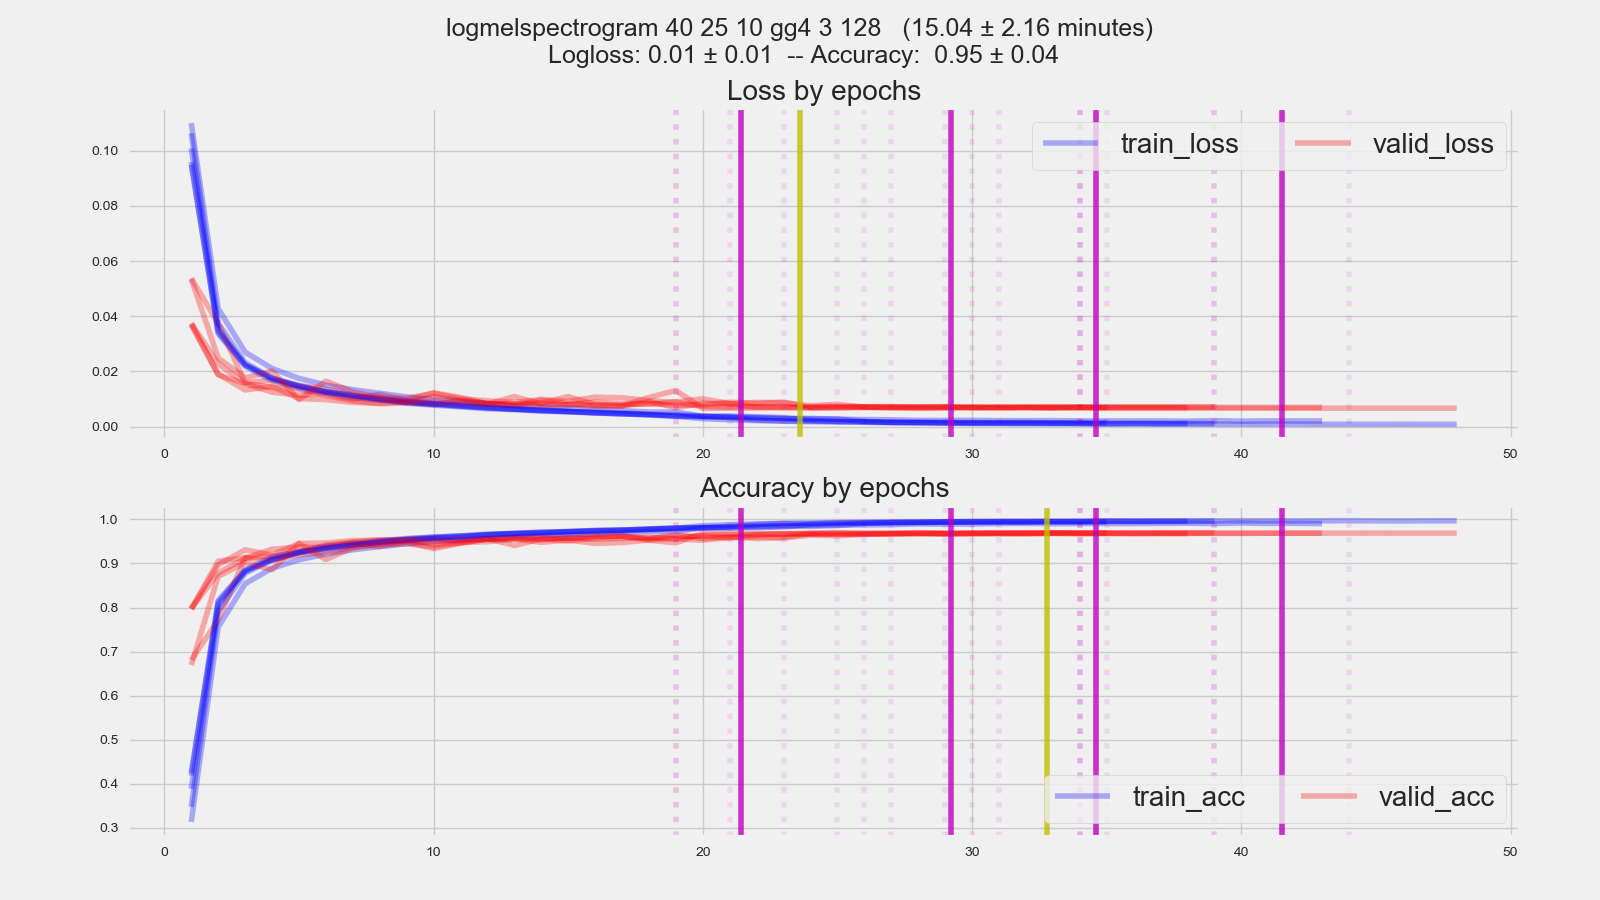 logmelspectrogram 40 25 10 gg4 3 128   (15.04 ± 2.16 minutes)
Logloss: 0.01 ± 0.01  -- Accuracy:  0.95 ± 0.04
Loss by epochs
train_loss valid_loss
0.10
0.08
0.06
0.04
0.02
0.00
0 10 20 30 40 50
Accuracy by epochs
1.0
0.9
0.8
0.7
0.6
0.5
0.4
0.3
train_acc valid_acc
0 10 20 30 40 50